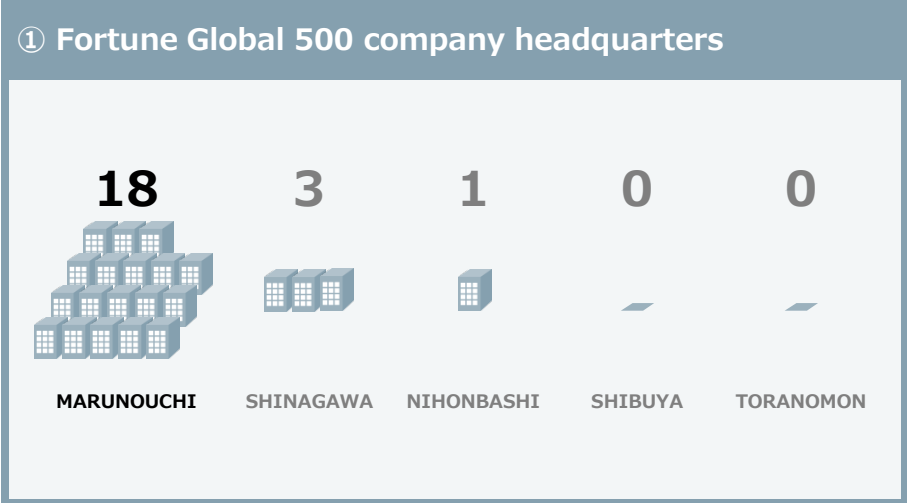 ① Fortune Global 500 company headquarters
18 3 1 0 0
MARUNOUCHI SHINAGAWA NIHONBASHI SHIBUYA TORANOMON